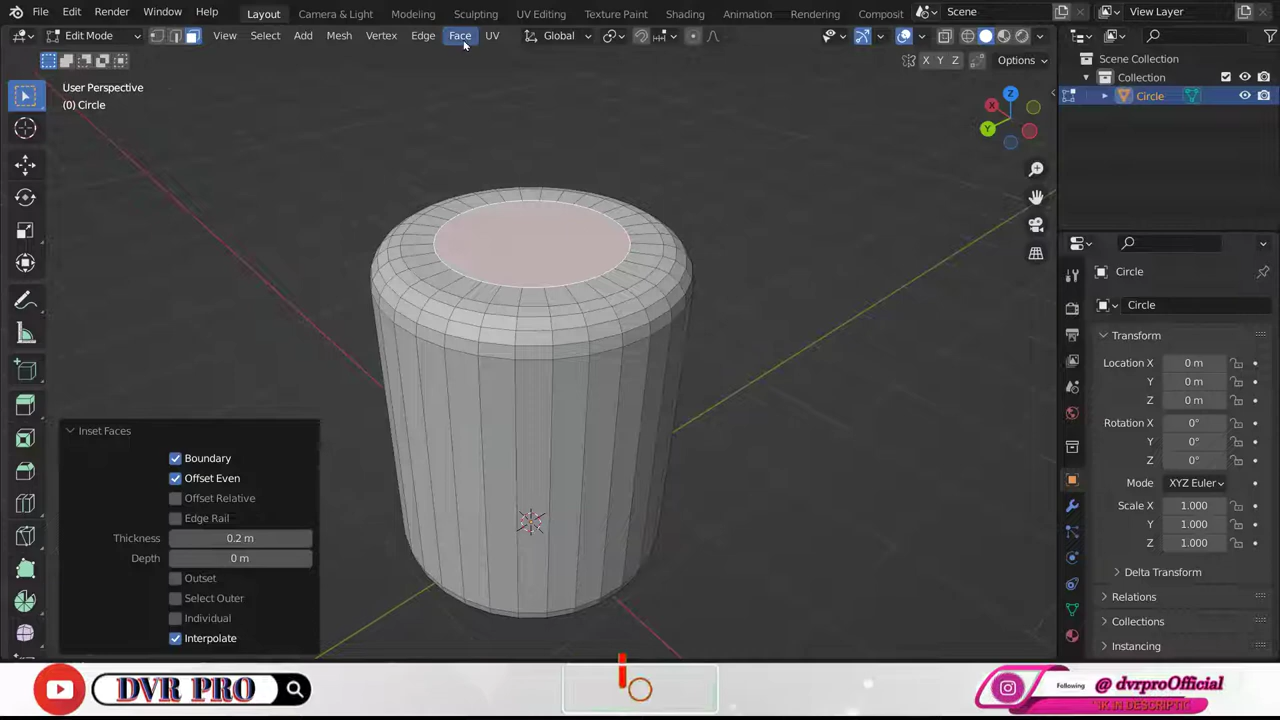 File Edit Render Window Help Layout Camera & Light Modeling Sculpting UV Editing Texture Paint Shading Animation Rendering Composit Scene View Layer
Edit Mode View Select Add Mesh Vertex Edge Face UV Global
X Y Z Options
User Perspective
(0) Circle
Z
X
Y
Scene Collection
Collection
Circle
Circle
Circle
Transform
Location X 0 m
Y 0 m
Z 0 m
Rotation X 0°
Y 0°
Z 0°
Mode XYZ Euler
Scale X 1.000
Y 1.000
Z 1.000
Delta Transform
Relations
Collections
Instancing
Inset Faces
Boundary
Offset Even
Offset Relative
Edge Rail
Thickness 0.2 m
Depth 0 m
Outset
Select Outer
Individual
Interpolate
DVR PRO
Following @ dvrproOfficial
IN DESCRIPTIC